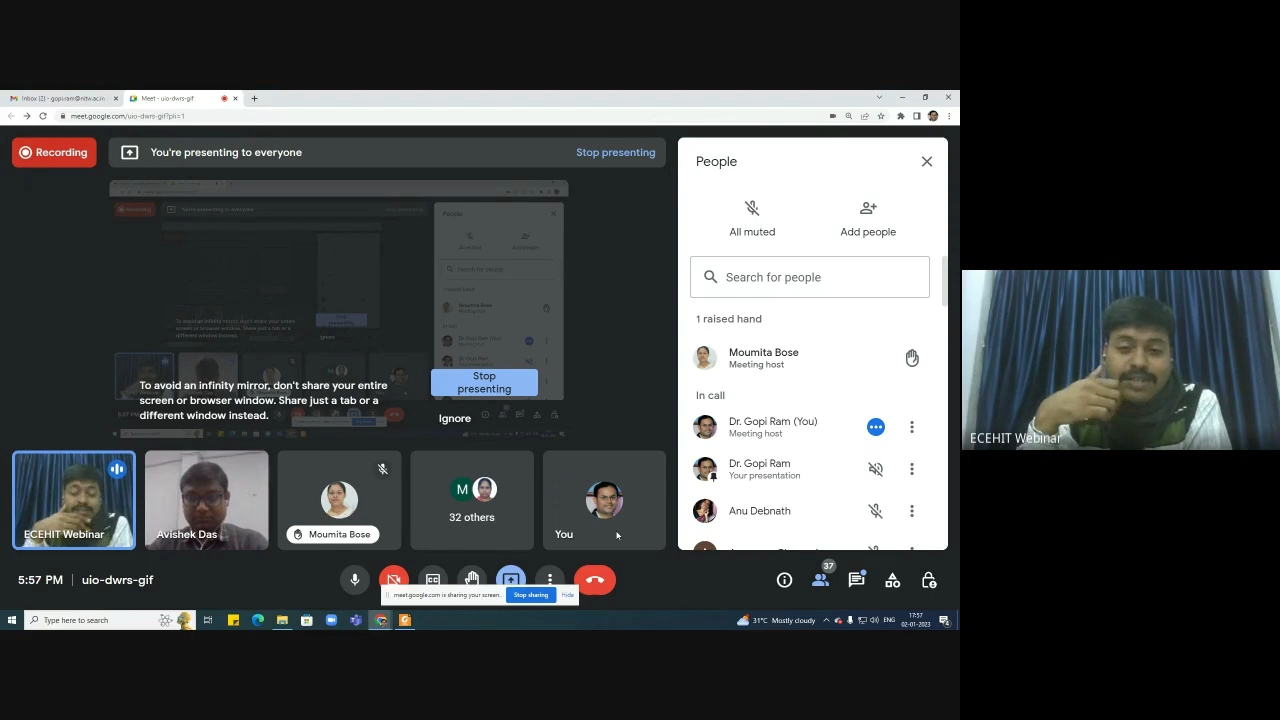 Inbox (2) - gopi.ram@nitw.ac.in
Meet - uio-dwrs-gif
meet.google.com/uio-dwrs-gif?pli=1
Recording
You're presenting to everyone
Stop presenting
People
All muted
Add people
Search for people
1 raised hand
Moumita Bose
Meeting host
In call
Dr. Gopi Ram (You)
Meeting host
Dr. Gopi Ram
Your presentation
Anu Debnath
To avoid an infinity mirror, don't share your entire
screen or browser window. Share just a tab or a
different window instead.
Stop
presenting
Ignore
ECEHIT Webinar
Avishek Das
Moumita Bose
M
32 others
You
5:57 PM | uio-dwrs-gif
37
meet.google.com is sharing your screen.
Stop sharing
Hide
Type here to search
31°C Mostly cloudy
ENG
17:57
02-01-2023
ECEHIT Webinar